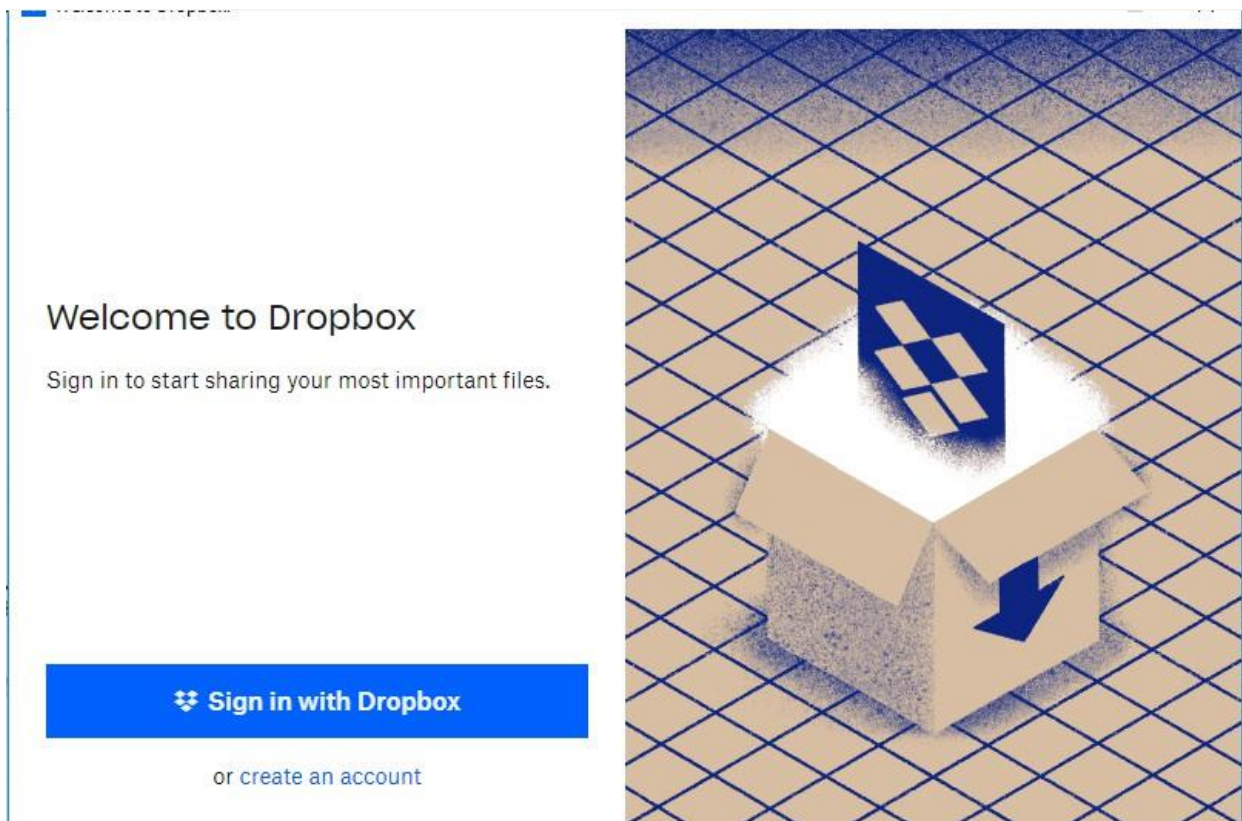 Welcome to Dropbox
Sign in to start sharing your most important files.
Sign in with Dropbox
or create an account